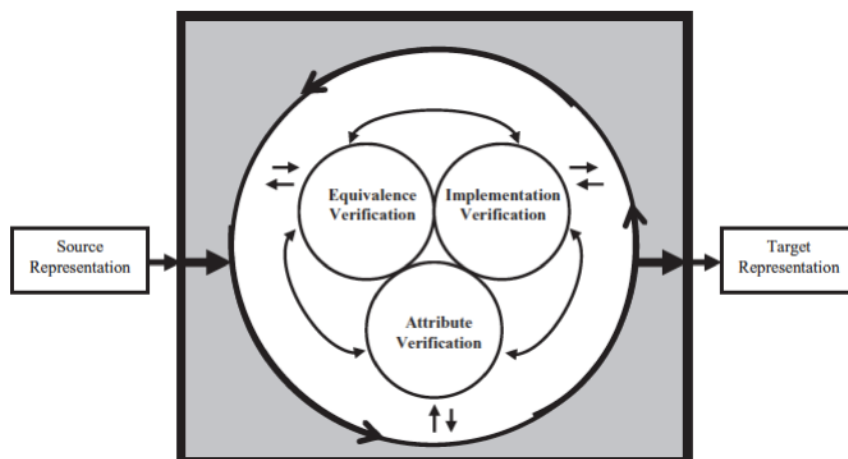 Equivalence
Verification
Implementation
Verification
Source
Representation
Target
Representation
Attribute
Verification